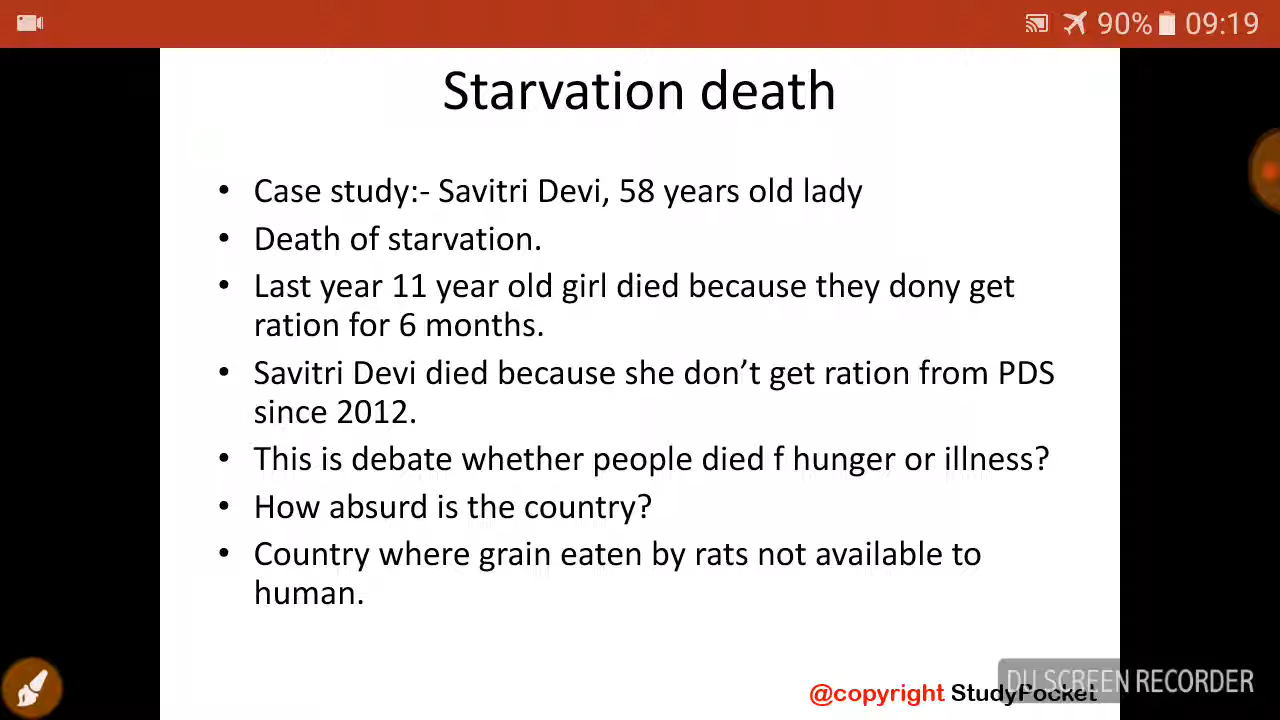 90% 09:19
Starvation death
• Case study:- Savitri Devi, 58 years old lady
• Death of starvation.
• Last year 11 year old girl died because they dony get
ration for 6 months.
• Savitri Devi died because she don’t get ration from PDS
since 2012.
• This is debate whether people died f hunger or illness?
• How absurd is the country?
• Country where grain eaten by rats not available to
human.
DU SCREEN RECORDER
@copyright StudyPocket